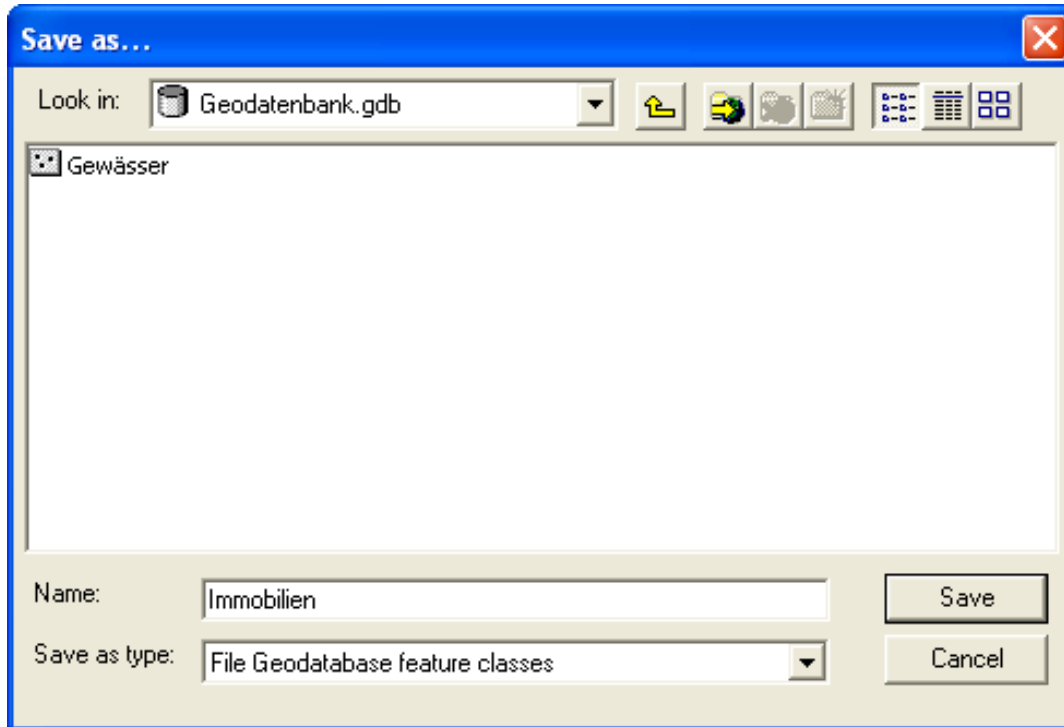 Save as...
Look in: Geodatenbank.gdb
Gewässer
Name: Immobilien Save
Save as type: File Geodatabase feature classes Cancel